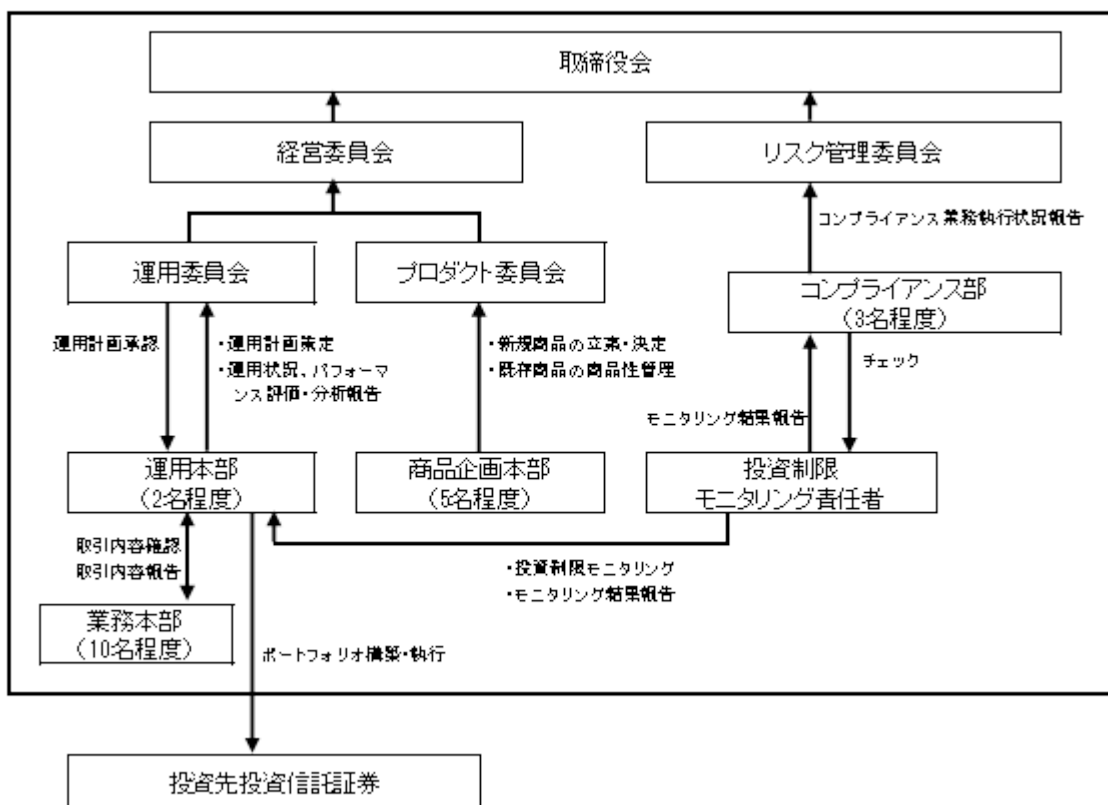 取締役会
経営委員会
リスク管理委員会
コンプライアンス業務執行状況報告
運用委員会
プロダクト委員会
コンプライアンス部
(3名程度)
運用計画承認
・運用計画策定
・運用状況、パフォーマ
ンス評価・分析報告
・新規商品の立案・決定
・既存商品の商品性管理
チェック
モニタリング結果報告
運用本部
(2名程度)
商品企画本部
(5名程度)
投資制限
モニタリング責任者
取引内容確認
取引内容報告
・投資制限モニタリング
・モニタリング結果報告
業務本部
(10名程度)
ポートフォリオ構築・執行
投資先投資信託証券